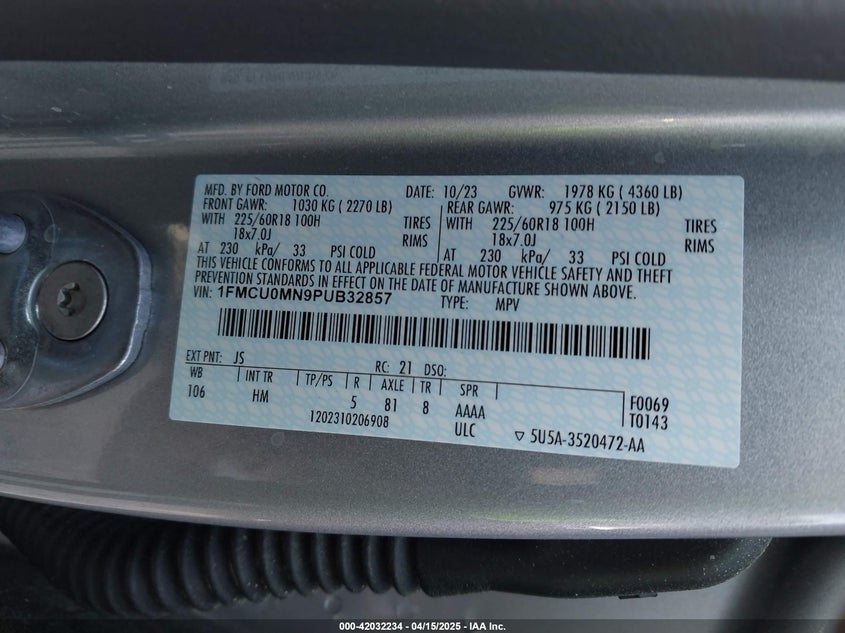 MFD. BY FORD MOTOR CO. DATE: 10/23 GVWR: 1978 KG ( 4360 LB)
FRONT GAWR: 1030 KG ( 2270 LB) REAR GAWR: 975 KG ( 2150 LB)
WITH 225/60R18 100H TIRES WITH 225/60R18 100H TIRES
18x7.0J RIMS 18x7.0J RIMS
AT 230 kPa/ 33 PSI COLD AT 230 kPa/ 33 PSI COLD
THIS VEHICLE CONFORMS TO ALL APPLICABLE FEDERAL MOTOR VEHICLE SAFETY AND THEFT
PREVENTION STANDARDS IN EFFECT ON THE DATE OF MANUFACTURE SHOWN ABOVE.
VIN: 1FMCU0MN9PUB32857 TYPE: MPV
EXT PNT: JS RC: 21 DSO:
WB INT TR TP/PS R AXLE TR SPR
106 HM 5 81 8 AAAA F0069
1202310206908 ULC T0143
▽ 5U5A-3520472-AA
000-42032234 - 04/15/2025 - IAA Inc.